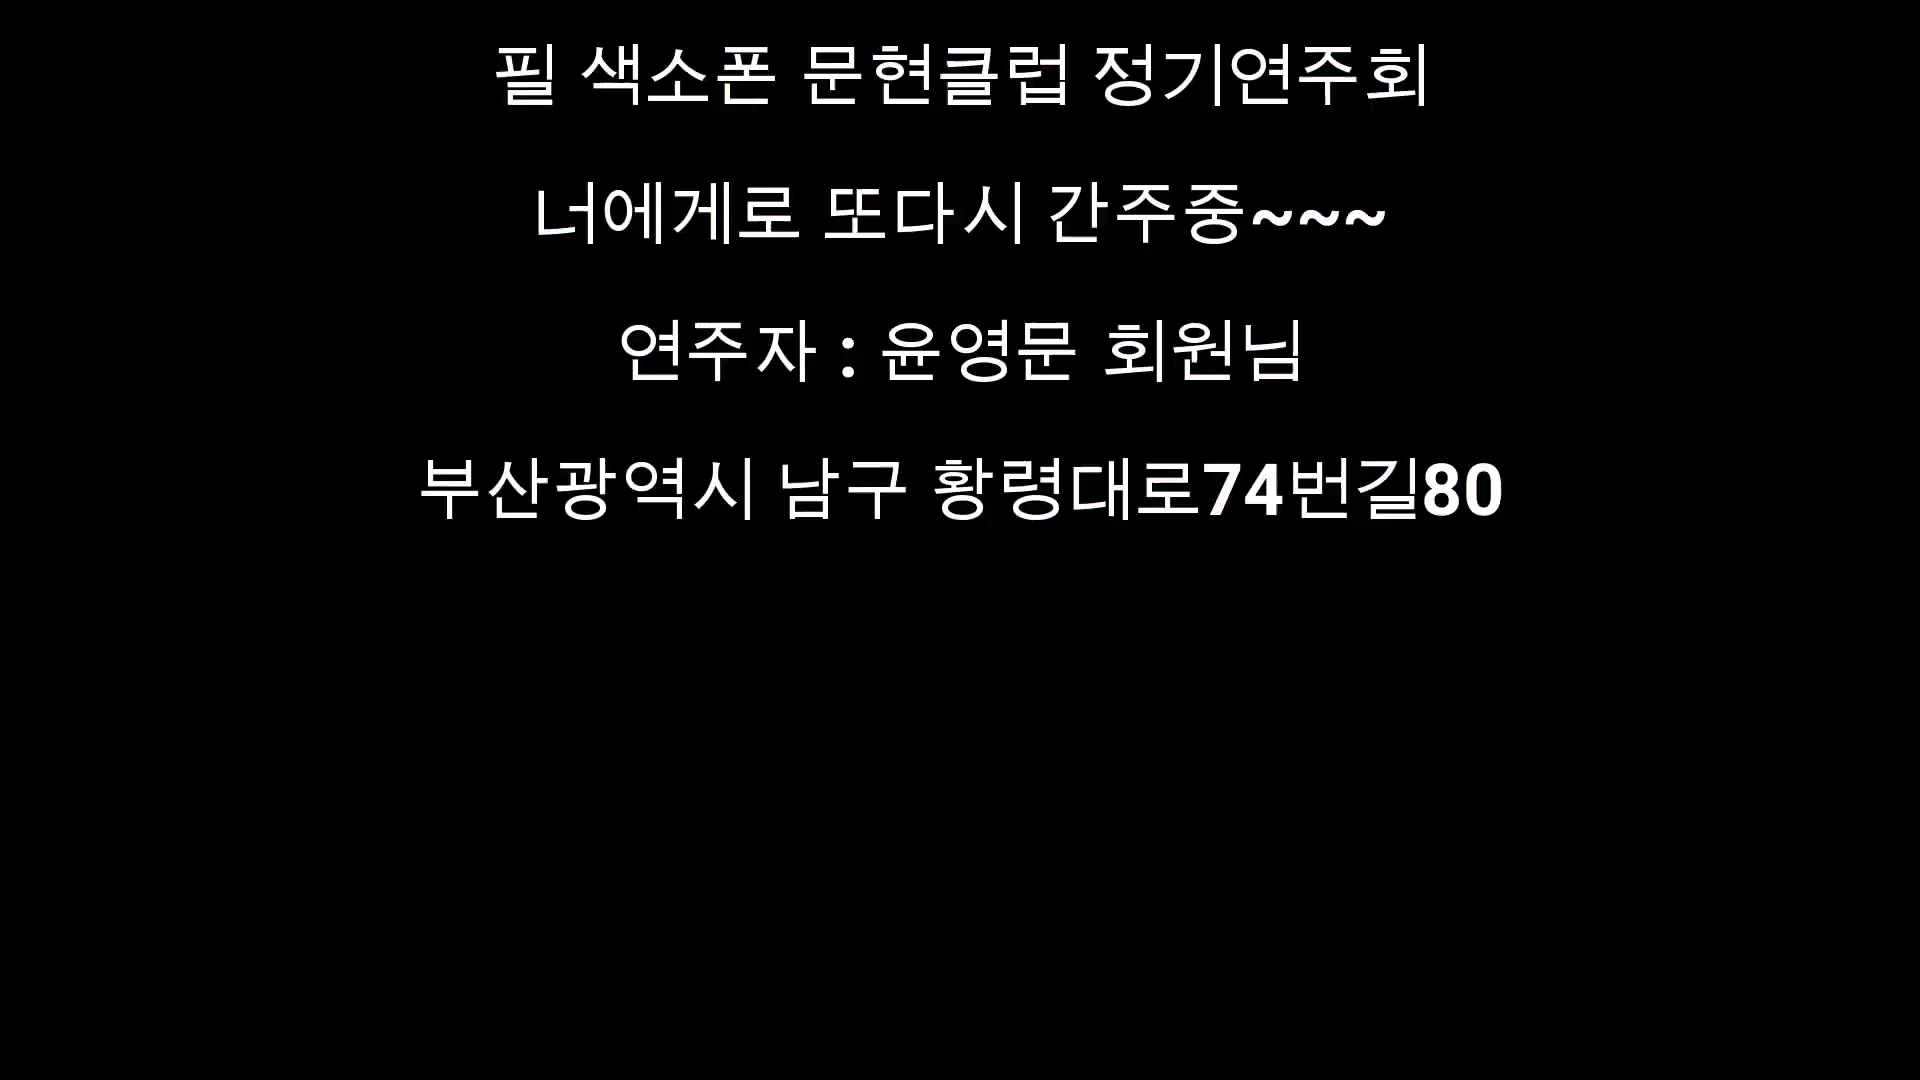 필 색소폰 문현클럽 정기연주회
너에게로 또다시 간주중~~~
연주자 : 윤영문 회원님
부산광역시 남구 황령대로74번길80